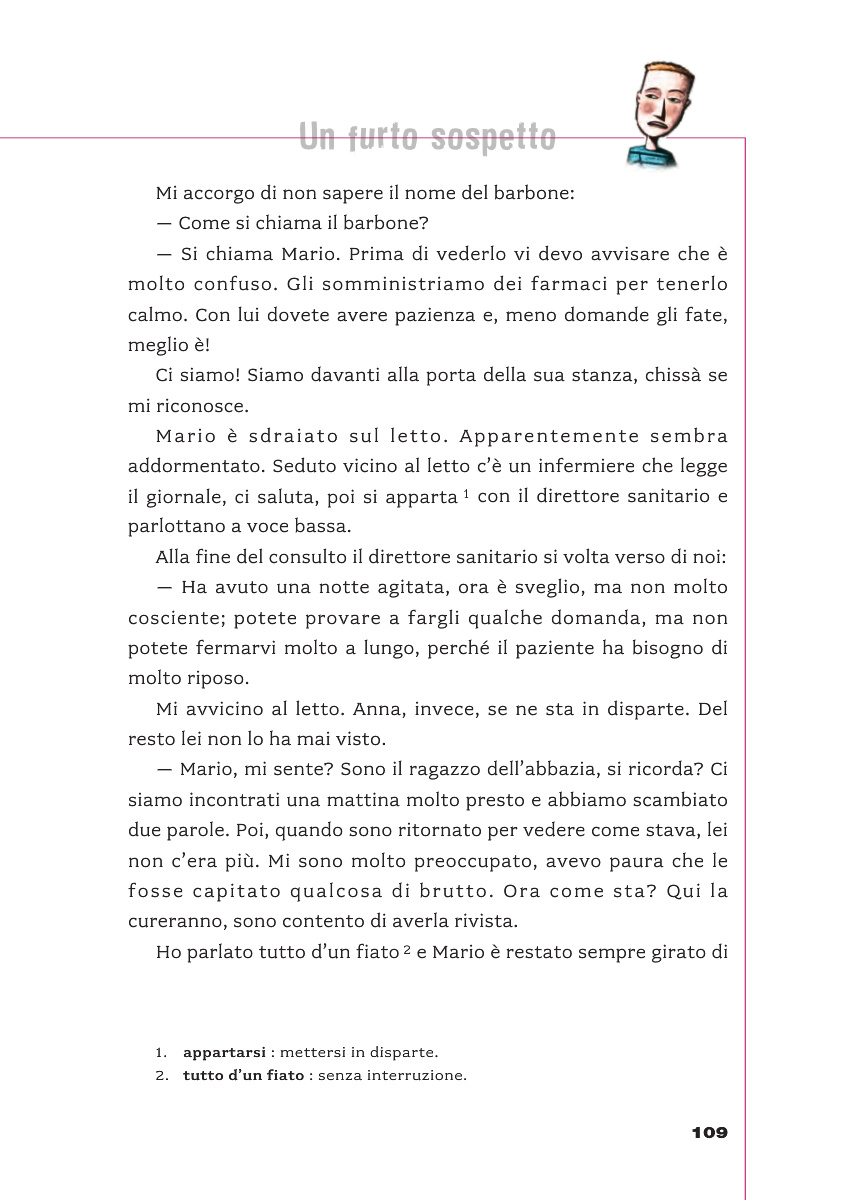 Un furto sospetto
Mi accorgo di non sapere il nome del barbone:
— Come si chiama il barbone?
— Si chiama Mario. Prima di vederlo vi devo avvisare che è
molto confuso. Gli somministriamo dei farmaci per tenerlo
calmo. Con lui dovete avere pazienza e, meno domande gli fate,
meglio è!
Ci siamo! Siamo davanti alla porta della sua stanza, chissà se
mi riconosce.
Mario è sdraiato sul letto. Apparentemente sembra
addormentato. Seduto vicino al letto c’è un infermiere che legge
il giornale, ci saluta, poi si apparta 1 con il direttore sanitario e
parlottano a voce bassa.
Alla fine del consulto il direttore sanitario si volta verso di noi:
— Ha avuto una notte agitata, ora è sveglio, ma non molto
cosciente; potete provare a fargli qualche domanda, ma non
potete fermarvi molto a lungo, perché il paziente ha bisogno di
molto riposo.
Mi avvicino al letto. Anna, invece, se ne sta in disparte. Del
resto lei non lo ha mai visto.
— Mario, mi sente? Sono il ragazzo dell’abbazia, si ricorda? Ci
siamo incontrati una mattina molto presto e abbiamo scambiato
due parole. Poi, quando sono ritornato per vedere come stava, lei
non c’era più. Mi sono molto preoccupato, avevo paura che le
fosse capitato qualcosa di brutto. Ora come sta? Qui la
cureranno, sono contento di averla rivista.
Ho parlato tutto d’un fiato 2 e Mario è restato sempre girato di
1. appartarsi : mettersi in disparte.
2. tutto d’un fiato : senza interruzione.
109